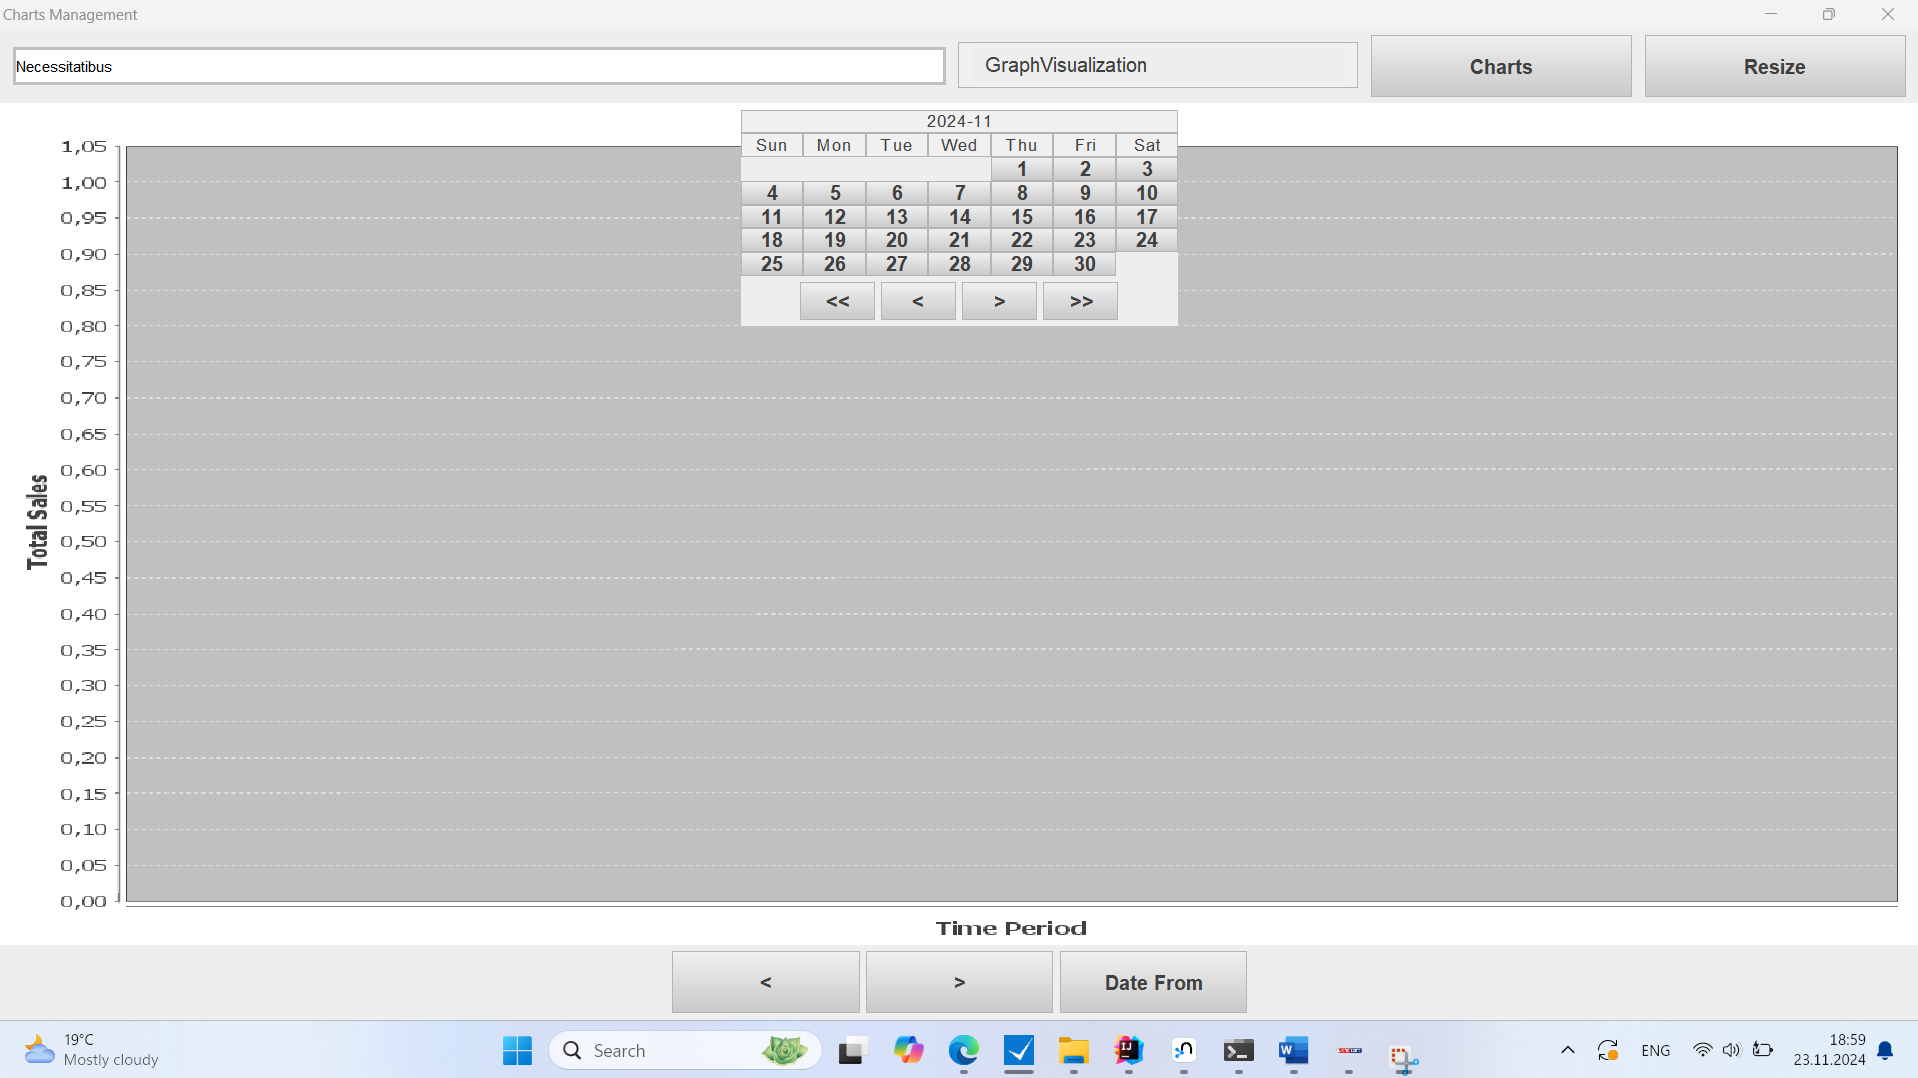 Charts Management
Necessitatibus
GraphVisualization
Charts
Resize
2024-11
Sun Mon Tue Wed Thu Fri Sat
1 2 3
4 5 6 7 8 9 10
11 12 13 14 15 16 17
18 19 20 21 22 23 24
25 26 27 28 29 30
<< < > >>
1,05
1,00
0,95
0,90
0,85
0,80
0,75
0,70
0,65
0,60
0,55
0,50
0,45
0,40
0,35
0,30
0,25
0,20
0,15
0,10
0,05
0,00
Total Sales
Time Period
< > Date From
19°C
Mostly cloudy
Search
ENG
18:59
23.11.2024